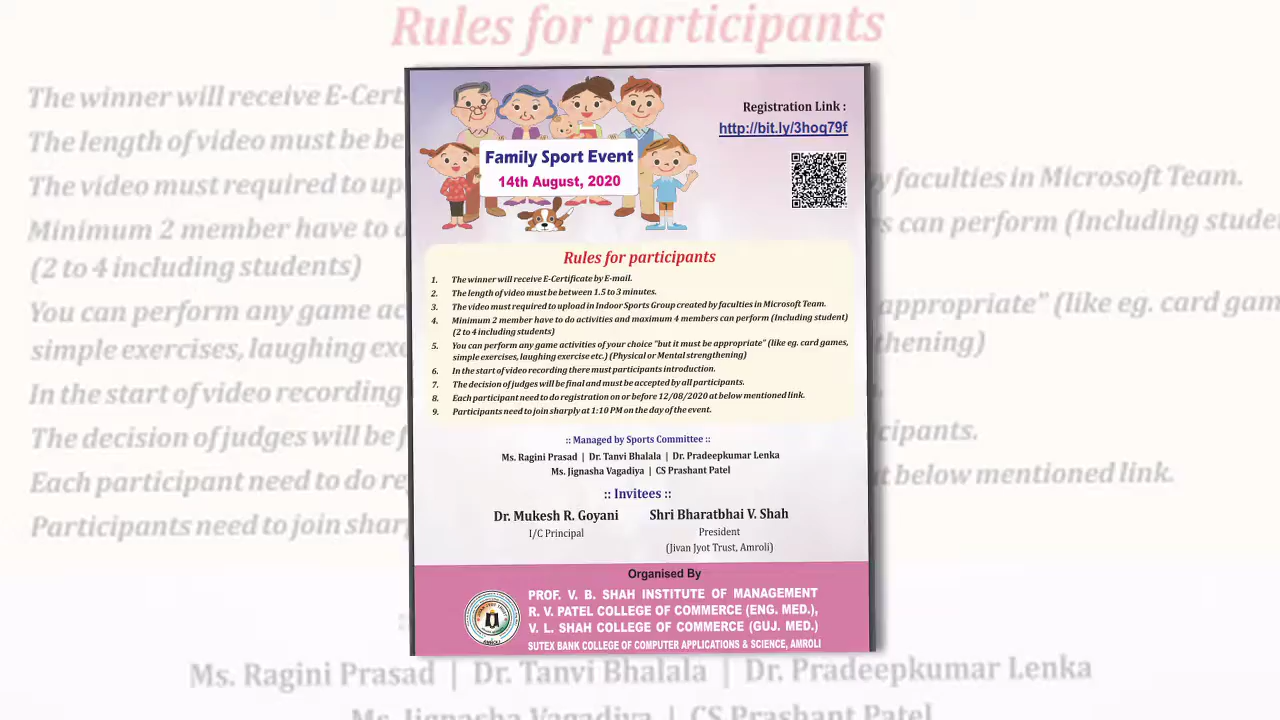 Rules for participants
Family Sport Event
14th August, 2020
Registration Link :
http://bit.ly/3hoq79f
Rules for participants
1. The winner will receive E-Certificate by E-mail.
2. The length of video must be between 1.5 to 3 minutes.
3. The video must required to upload in Indoor Sports Group created by faculties in Microsoft Team.
4. Minimum 2 member have to do activities and maximum 4 members can perform (Including student)
(2 to 4 including students)
5. You can perform any game activities of your choice "but it must be appropriate" (like eg. card games,
simple exercises, laughing exercise etc.) (Physical or Mental strengthening)
6. In the start of video recording there must participants introduction.
7. The decision of judges will be final and must be accepted by all participants.
8. Each participant need to do registration on or before 12/08/2020 at below mentioned link.
9. Participants need to join sharply at 1:10 PM on the day of the event.
:: Managed by Sports Committee ::
Ms. Ragini Prasad | Dr. Tanvi Bhalala | Dr. Pradeepkumar Lenka
Ms. Jignasha Vagadiya | CS Prashant Patel
:: Invitees ::
Dr. Mukesh R. Goyani Shri Bharatbhai V. Shah
I/C Principal President
(Jivan Jyot Trust, Amroli)
Organised By
PROF. V. B. SHAH INSTITUTE OF MANAGEMENT
R. V. PATEL COLLEGE OF COMMERCE (ENG. MED.),
V. L. SHAH COLLEGE OF COMMERCE (GUJ. MED.)
SUTEX BANK COLLEGE OF COMPUTER APPLICATIONS & SCIENCE, AMROLI
Ms. Ragini Prasad | Dr. Tanvi Bhalala | Dr. Pradeepkumar Lenka
Ms. Jignasha Vagadiya | CS Prashant Patel